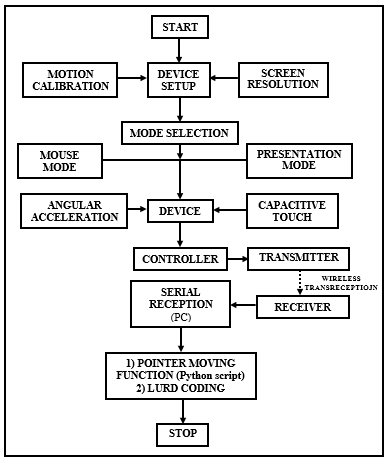 START
MOTION
CALIBRATION
DEVICE
SETUP
SCREEN
RESOLUTION
MODE SELECTION
MOUSE
MODE
PRESENTATION
MODE
ANGULAR
ACCELERATION
DEVICE
CAPACITIVE
TOUCH
CONTROLLER
TRANSMITTER
WIRELESS
TRANSRECEPTIOJN
SERIAL
RECEPTION
(PC)
RECEIVER
1) POINTER MOVING
FUNCTION (Python script)
2) LURD CODING
STOP